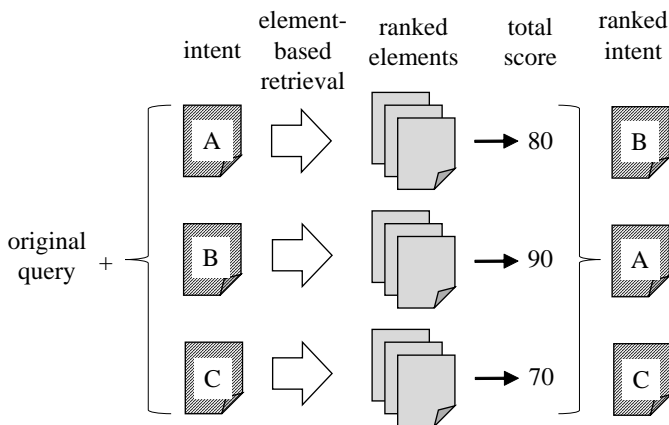 intent
element-
based
retrieval
ranked
elements
total
score
ranked
intent
A
80
B
original
query +
B
90
A
C
70
C